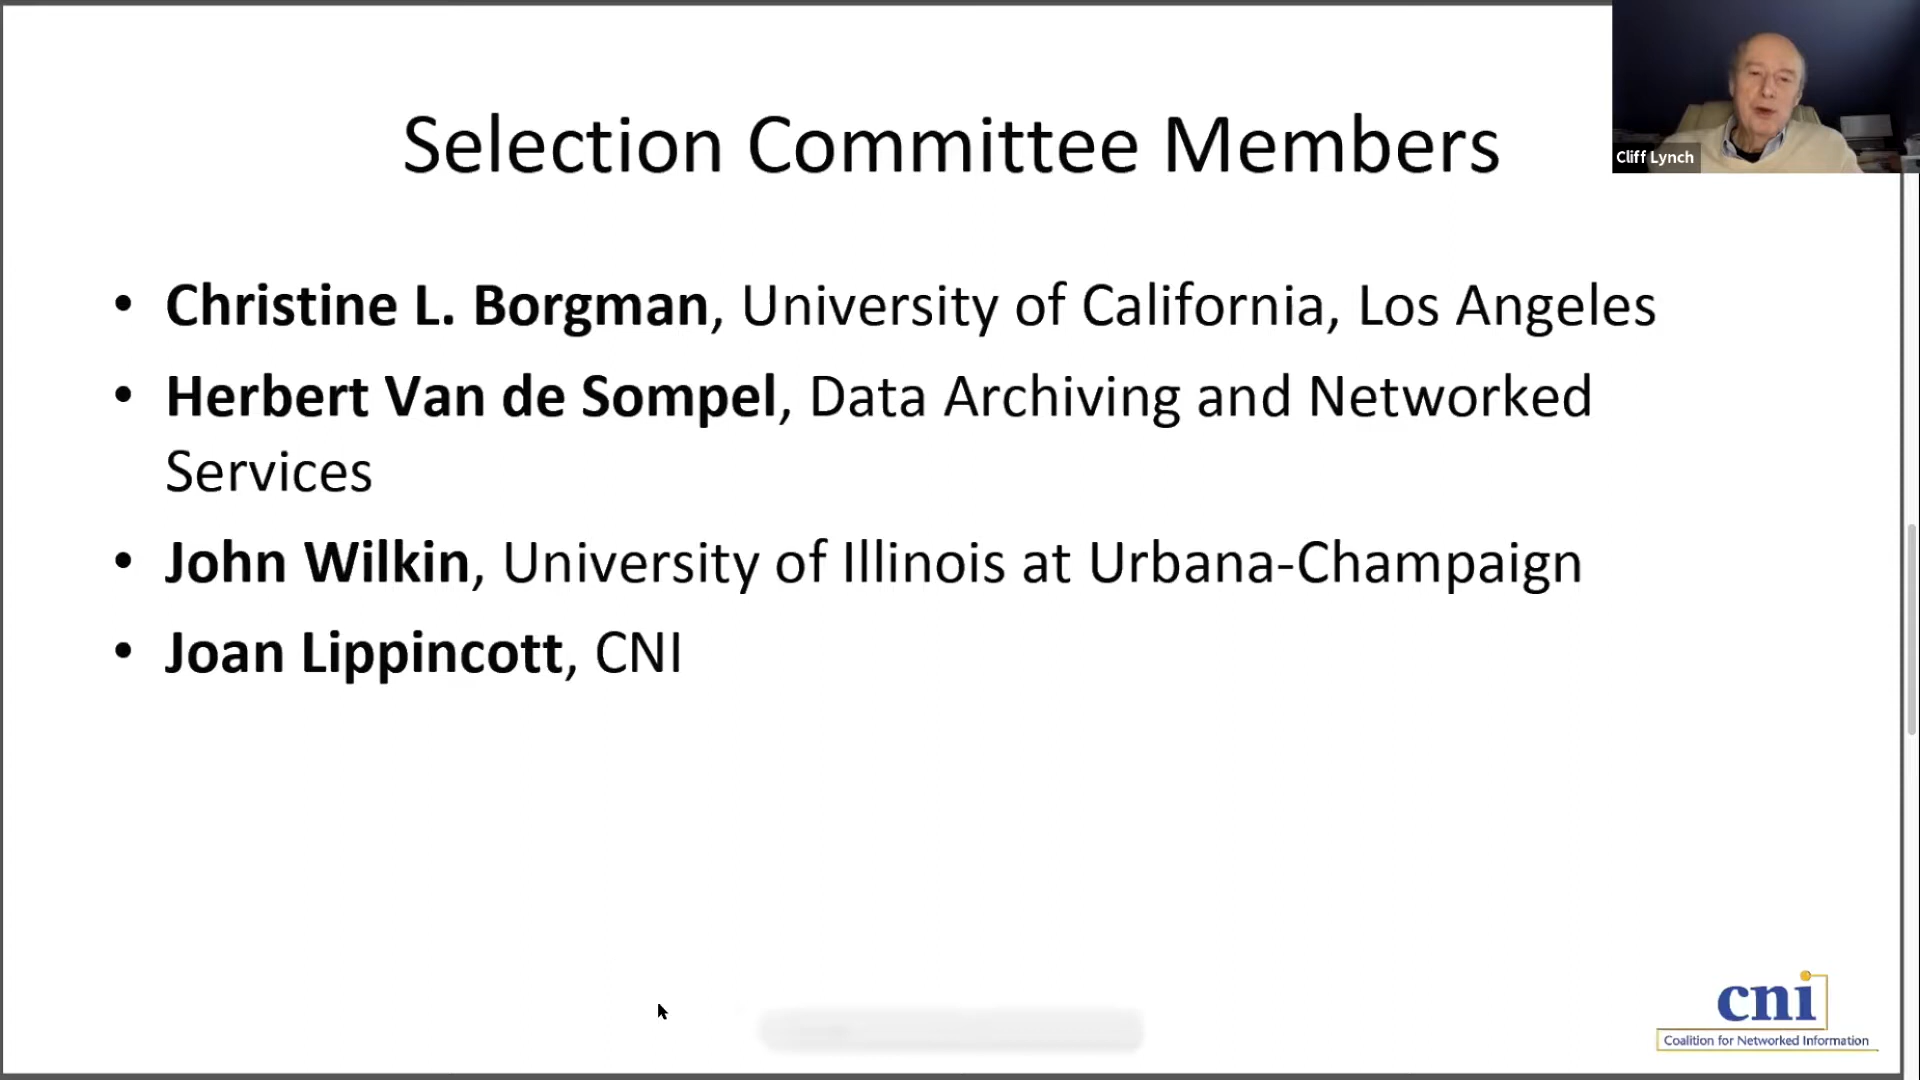 Selection Committee Members
Cliff Lynch
• Christine L. Borgman, University of California, Los Angeles
• Herbert Van de Sompel, Data Archiving and Networked
Services
• John Wilkin, University of Illinois at Urbana-Champaign
• Joan Lippincott, CNI
cni
Coalition for Networked Information